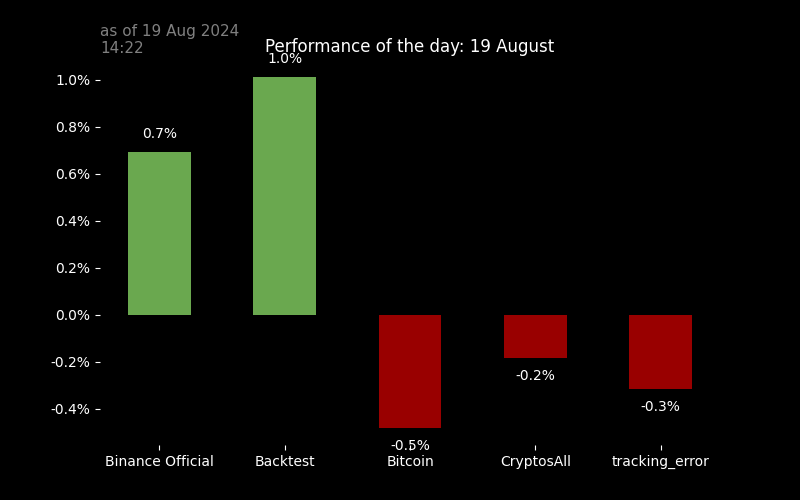 as of 19 Aug 2024
14:22
Performance of the day: 19 August
1.0%
1.0%
0.8%
0.7%
0.6%
0.4%
0.2%
0.0%
-0.2%
-0.2%
-0.3%
-0.4%
-0.5%
Binance Official
Backtest
Bitcoin
CryptosAll
tracking_error